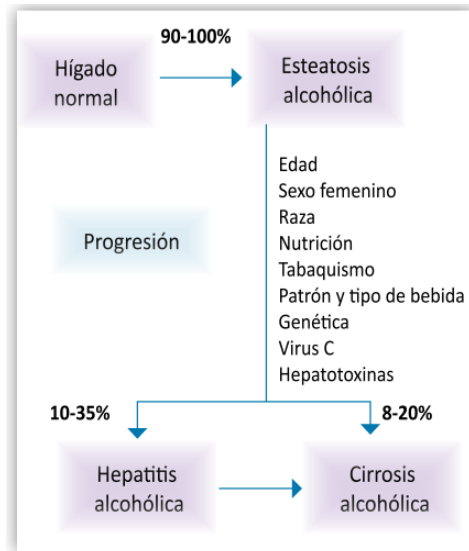 90-100%
Hígado
normal
Esteatosis
alcohólica
Edad
Sexo femenino
Raza
Nutrición
Tabaquismo
Patrón y tipo de bebida
Genética
Virus C
Hepatotoxinas
Progresión
10-35%
8-20%
Hepatitis
alcohólica
Cirrosis
alcohólica